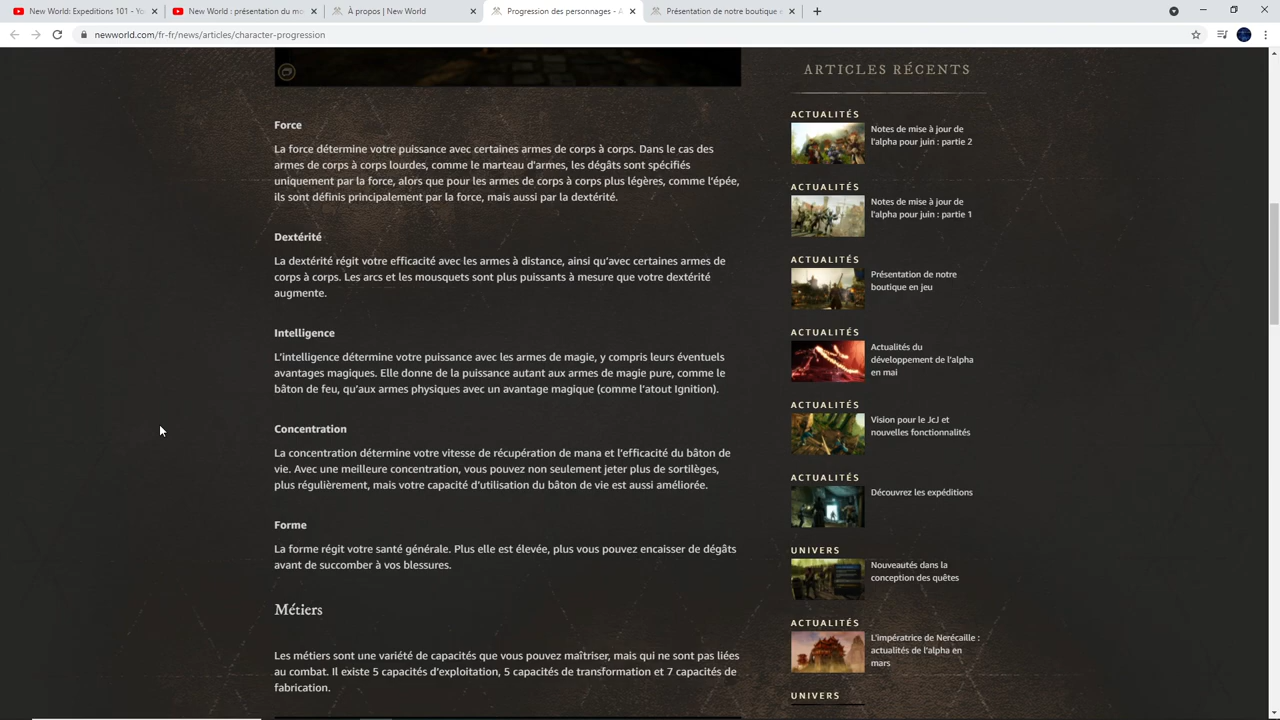 New World: Expeditions 101 - Yo
New World : présentation du mo
À propos | New World
Progression des personnages - A
Présentation de notre boutique e
newworld.com/fr-fr/news/articles/character-progression
Force
La force détermine votre puissance avec certaines armes de corps à corps. Dans le cas des
armes de corps à corps lourdes, comme le marteau d'armes, les dégâts sont spécifiés
uniquement par la force, alors que pour les armes de corps à corps plus légères, comme l'épée,
ils sont définis principalement par la force, mais aussi par la dextérité.
Dextérité
La dextérité régit votre efficacité avec les armes à distance, ainsi qu'avec certaines armes de
corps à corps. Les arcs et les mousquets sont plus puissants à mesure que votre dextérité
augmente.
Intelligence
L'intelligence détermine votre puissance avec les armes de magie, y compris leurs éventuels
avantages magiques. Elle donne de la puissance autant aux armes de magie pure, comme le
bâton de feu, qu'aux armes physiques avec un avantage magique (comme l'atout Ignition).
Concentration
La concentration détermine votre vitesse de récupération de mana et l'efficacité du bâton de
vie. Avec une meilleure concentration, vous pouvez non seulement jeter plus de sortilèges,
plus régulièrement, mais votre capacité d'utilisation du bâton de vie est aussi améliorée.
Forme
La forme régit votre santé générale. Plus elle est élevée, plus vous pouvez encaisser de dégâts
avant de succomber à vos blessures.
Métiers
Les métiers sont une variété de capacités que vous pouvez maîtriser, mais qui ne sont pas liées
au combat. Il existe 5 capacités d'exploitation, 5 capacités de transformation et 7 capacités de
fabrication.
ARTICLES RÉCENTS
ACTUALITÉS
Notes de mise à jour de
l'alpha pour juin : partie 2
ACTUALITÉS
Notes de mise à jour de
l'alpha pour juin : partie 1
ACTUALITÉS
Présentation de notre
boutique en jeu
ACTUALITÉS
Actualités du
développement de l'alpha
en mai
ACTUALITÉS
Vision pour le JcJ et
nouvelles fonctionnalités
ACTUALITÉS
Découvrez les expéditions
UNIVERS
Nouveautés dans la
conception des quêtes
ACTUALITÉS
L'impératrice de Nerécaille :
actualités de l'alpha en
mars
UNIVERS